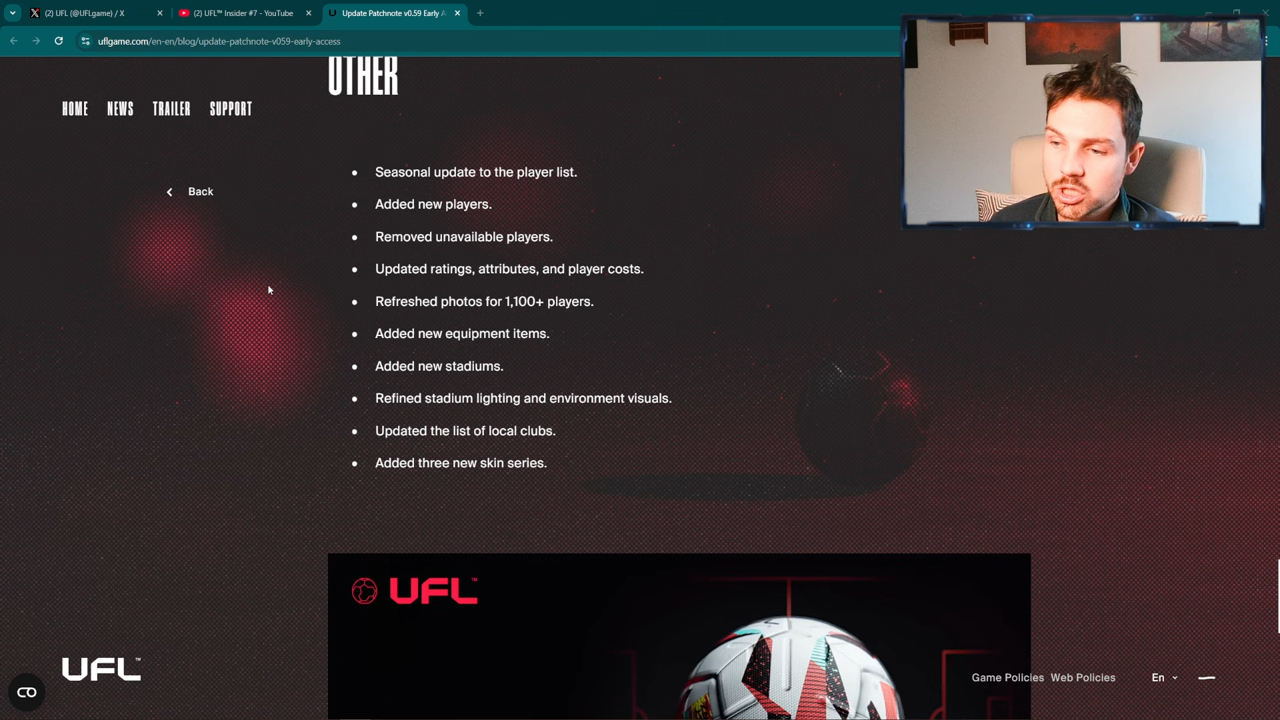 (2) UFL (@UFLgame) / X
(2) UFL™ Insider #7 - YouTube
Update Patchnote v0.59 Early A
uflgame.com/en-en/blog/update-patchnote-v059-early-access
OTHER
HOME NEWS TRAILER SUPPORT
Back
• Seasonal update to the player list.
• Added new players.
• Removed unavailable players.
• Updated ratings, attributes, and player costs.
• Refreshed photos for 1,100+ players.
• Added new equipment items.
• Added new stadiums.
• Refined stadium lighting and environment visuals.
• Updated the list of local clubs.
• Added three new skin series.
UFL™
UFL™
Game Policies Web Policies En